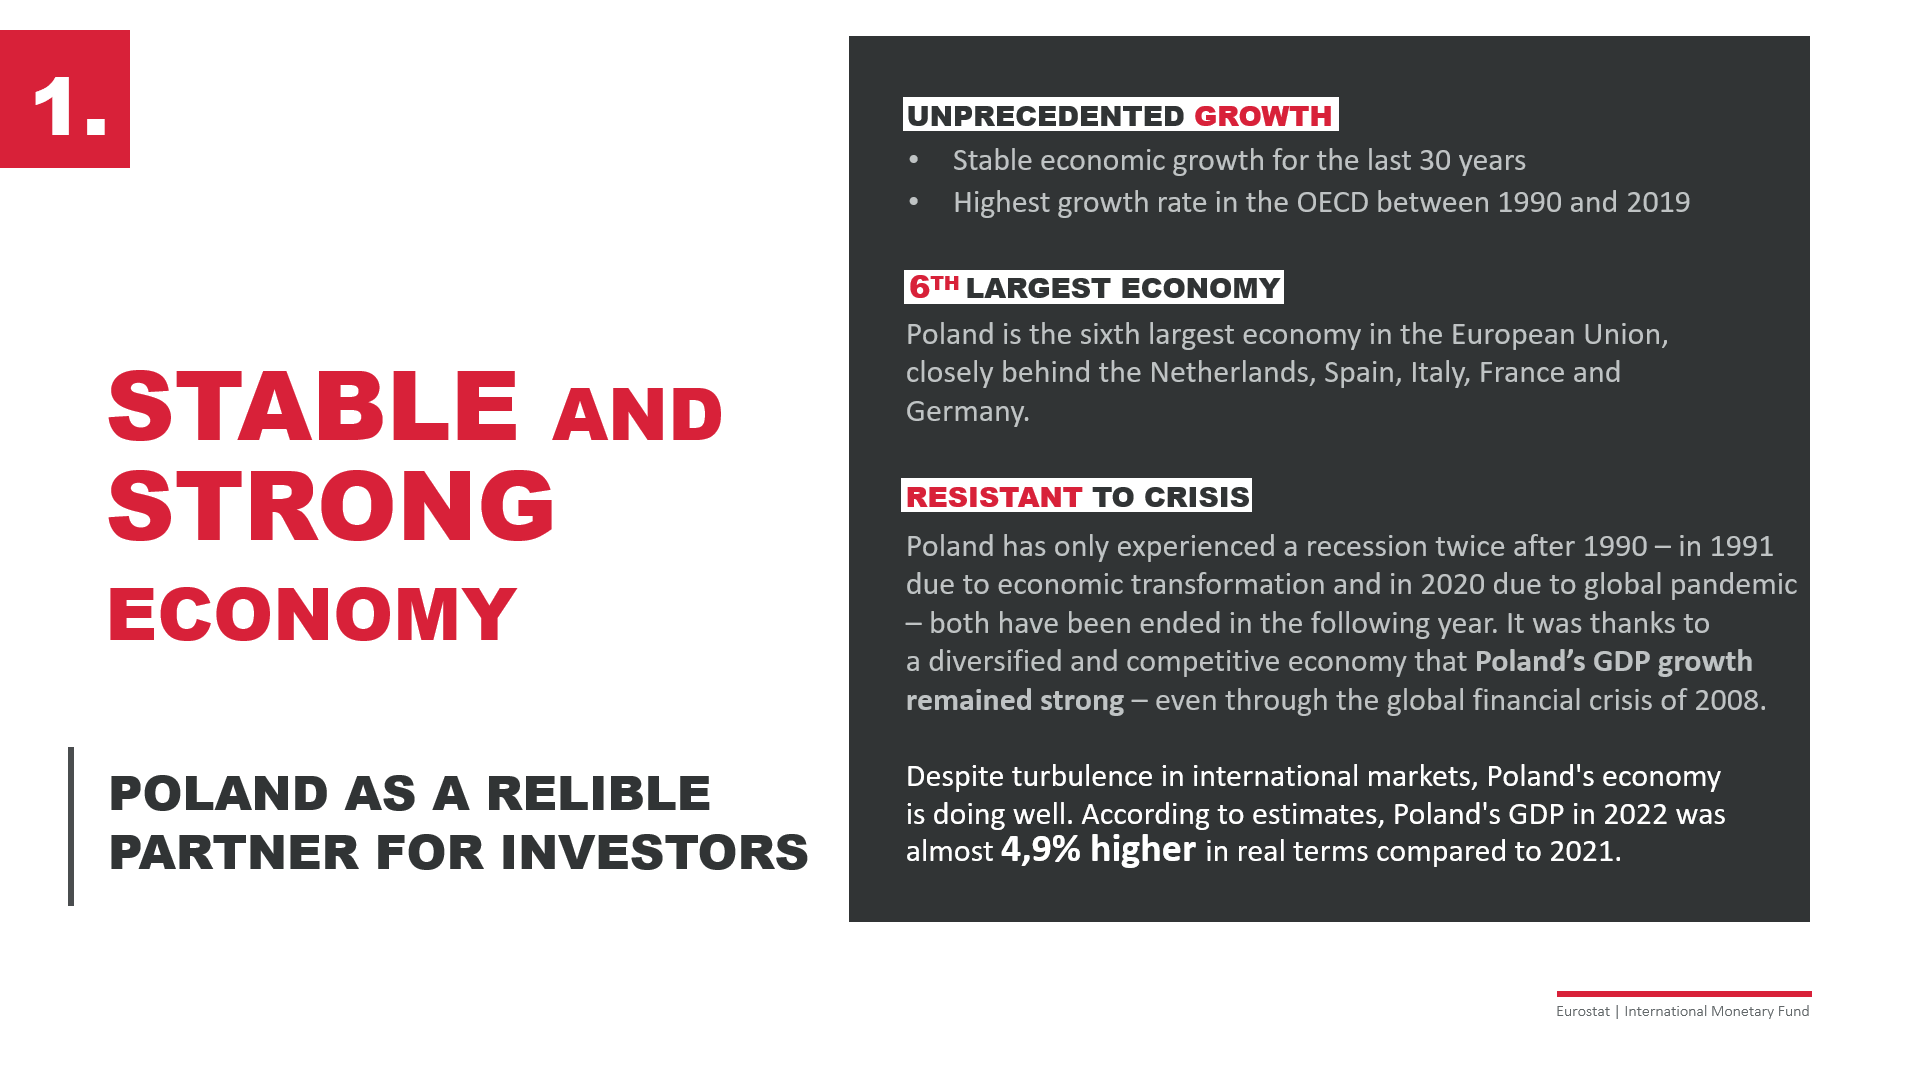 1.
STABLE AND
STRONG
ECONOMY
POLAND AS A RELIBLE
PARTNER FOR INVESTORS
UNPRECEDENTED GROWTH
• Stable economic growth for the last 30 years
• Highest growth rate in the OECD between 1990 and 2019
6TH LARGEST ECONOMY
Poland is the sixth largest economy in the European Union,
closely behind the Netherlands, Spain, Italy, France and
Germany.
RESISTANT TO CRISIS
Poland has only experienced a recession twice after 1990 – in 1991
due to economic transformation and in 2020 due to global pandemic
– both have been ended in the following year. It was thanks to
a diversified and competitive economy that Poland’s GDP growth
remained strong – even through the global financial crisis of 2008.
Despite turbulence in international markets, Poland's economy
is doing well. According to estimates, Poland's GDP in 2022 was
almost 4,9% higher in real terms compared to 2021.
Eurostat | International Monetary Fund